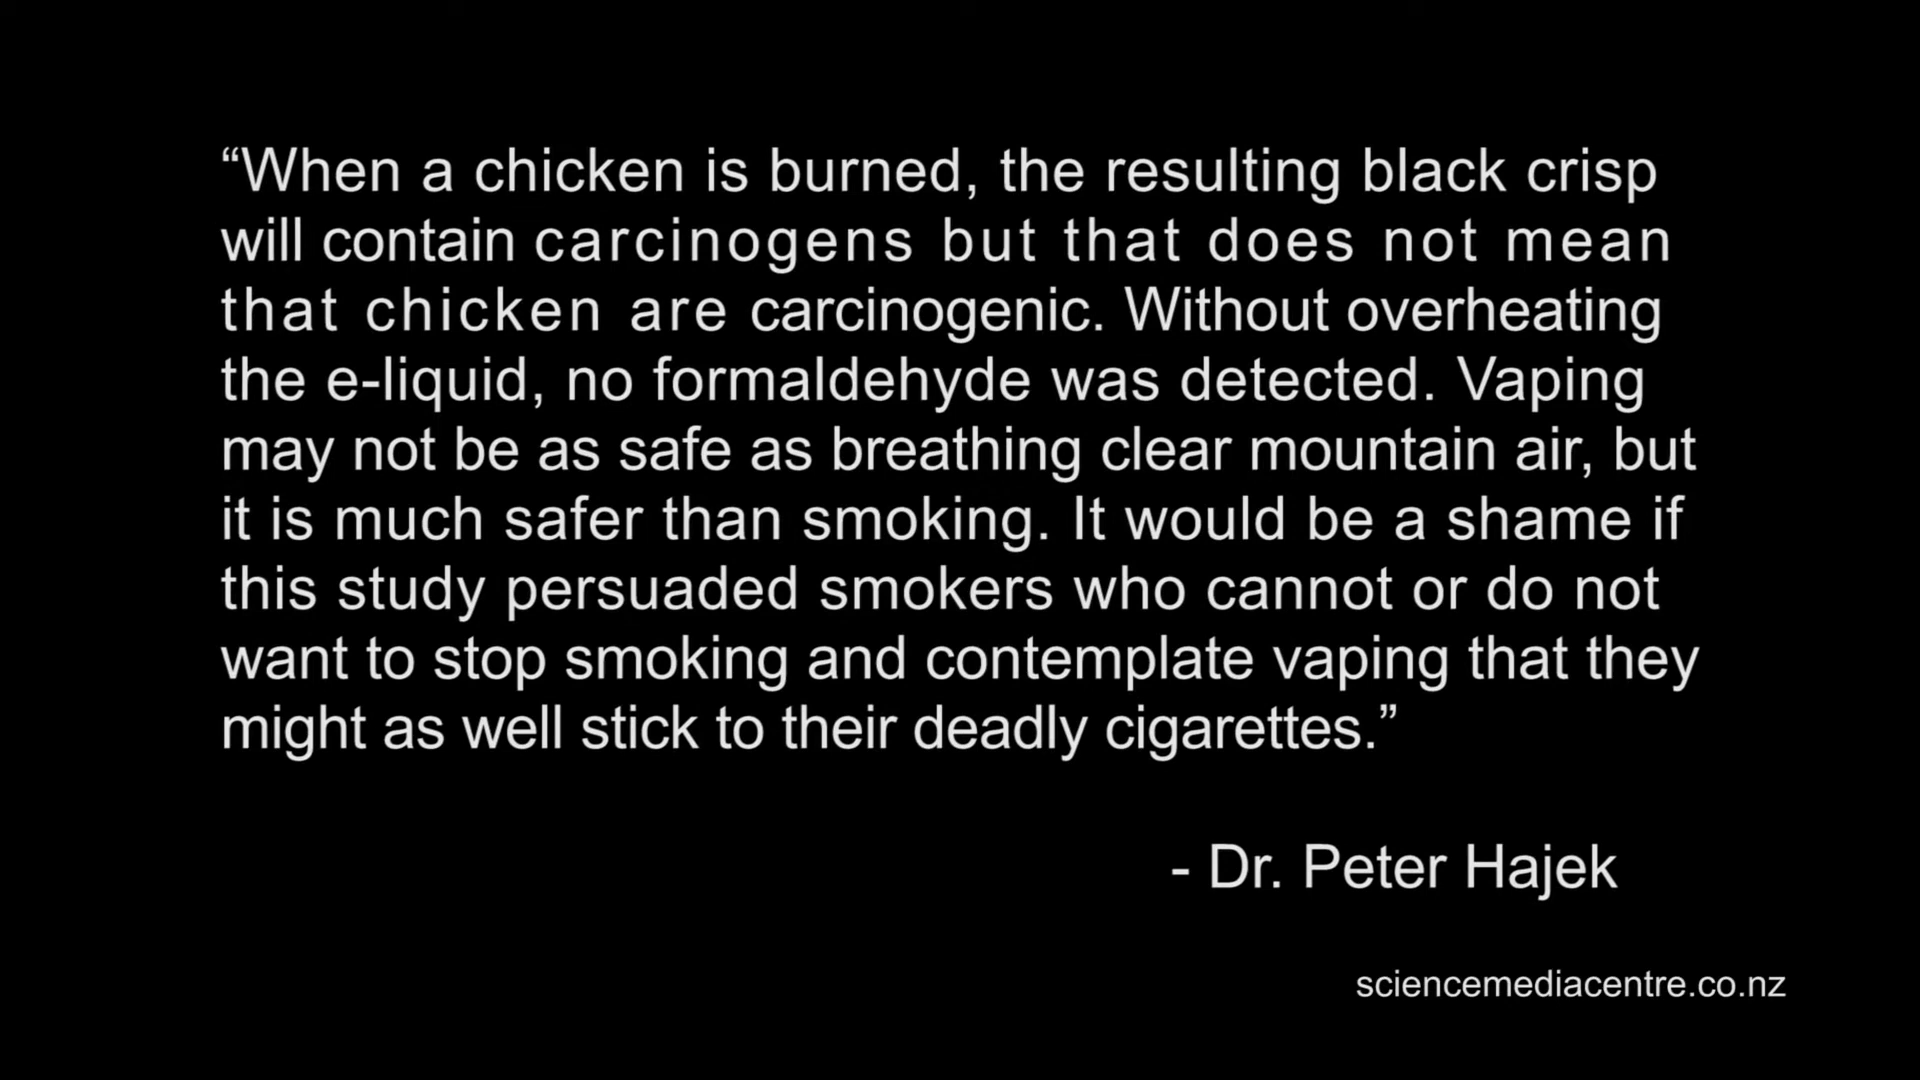 “When a chicken is burned, the resulting black crisp
will contain carcinogens but that does not mean
that chicken are carcinogenic. Without overheating
the e-liquid, no formaldehyde was detected. Vaping
may not be as safe as breathing clear mountain air, but
it is much safer than smoking. It would be a shame if
this study persuaded smokers who cannot or do not
want to stop smoking and contemplate vaping that they
might as well stick to their deadly cigarettes.”
- Dr. Peter Hajek
sciencemediacentre.co.nz